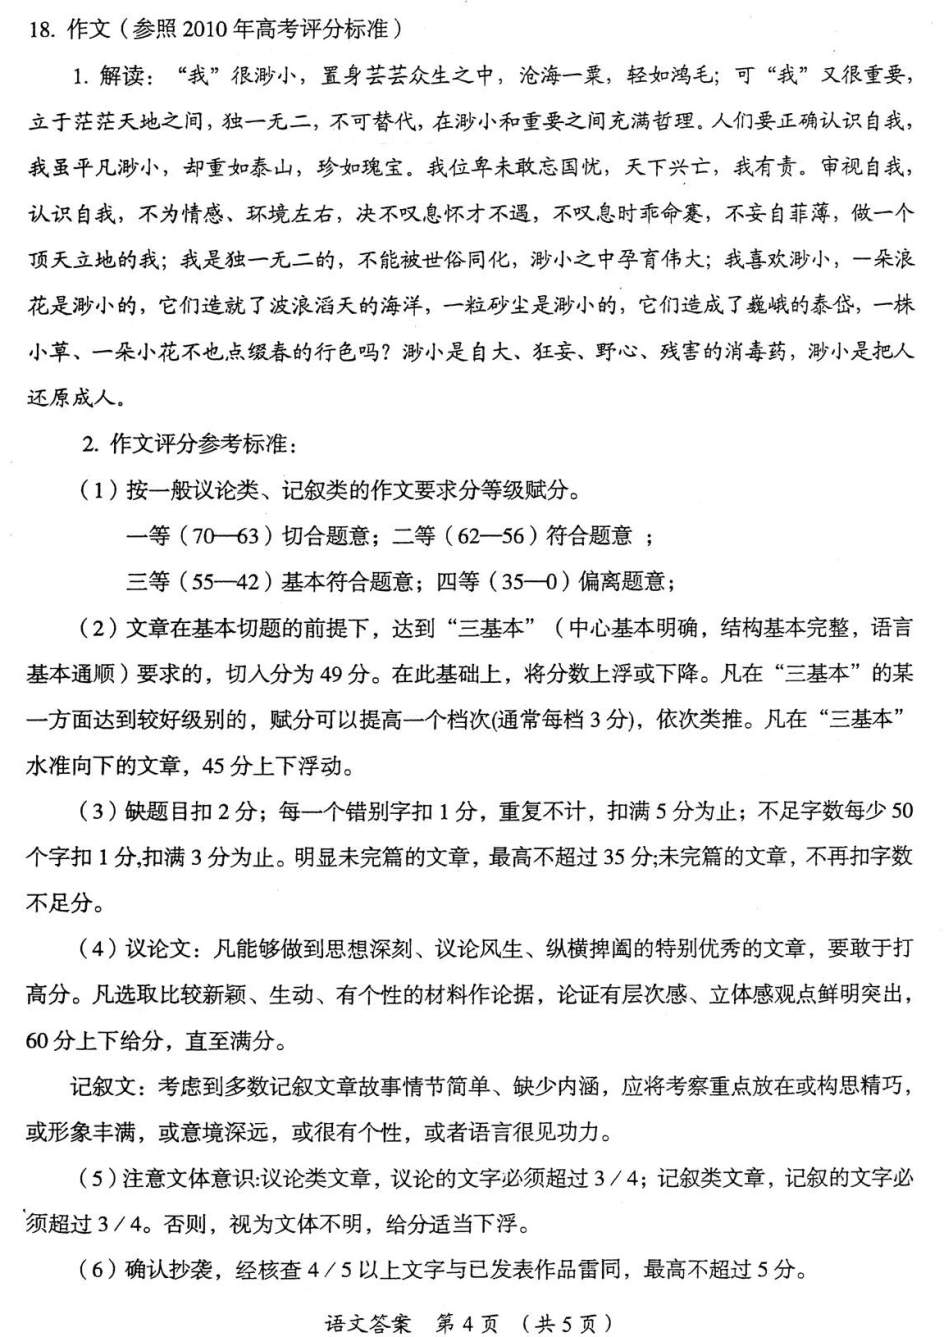 18. 作文（参照 2010 年高考评分标准）
1. 解读：“我”很渺小，置身芸芸众生之中，沧海一粟，轻如鸿毛；可“我”又很重要，
立于茫茫天地之间，独一无二，不可替代，在渺小和重要之间充满哲理。人们要正确认识自我，
我虽平凡渺小，却重如泰山，珍如瑰宝。我位卑未敢忘国忧，天下兴亡，我有责。审视自我，
认识自我，不为情感、环境左右，决不叹息怀才不遇，不叹息时乖命蹇，不妄自菲薄，做一个
顶天立地的我；我是独一无二的，不能被世俗同化，渺小之中孕育伟大；我喜欢渺小，一朵浪
花是渺小的，它们造就了波浪滔天的海洋，一粒砂尘是渺小的，它们造成了巍峨的泰岱，一株
小草、一朵小花不也点缀春的行色吗？渺小是自大、狂妄、野心、残害的消毒药，渺小是把人
还原成人。
2. 作文评分参考标准：
（1）按一般议论类、记叙类的作文要求分等级赋分。
一等（70—63）切合题意；二等（62—56）符合题意 ；
三等（55—42）基本符合题意；四等（35—0）偏离题意；
（2）文章在基本切题的前提下，达到“三基本”（中心基本明确，结构基本完整，语言
基本通顺）要求的，切入分为 49 分。在此基础上，将分数上浮或下降。凡在“三基本”的某
一方面达到较好级别的，赋分可以提高一个档次(通常每档 3 分)，依次类推。凡在“三基本”
水准向下的文章，45 分上下浮动。
（3）缺题目扣 2 分；每一个错别字扣 1 分，重复不计，扣满 5 分为止；不足字数每少 50
个字扣 1 分,扣满 3 分为止。明显未完篇的文章，最高不超过 35 分;未完篇的文章，不再扣字数
不足分。
（4）议论文：凡能够做到思想深刻、议论风生、纵横捭阖的特别优秀的文章，要敢于打
高分。凡选取比较新颖、生动、有个性的材料作论据，论证有层次感、立体感观点鲜明突出，
60 分上下给分，直至满分。
记叙文：考虑到多数记叙文章故事情节简单、缺少内涵，应将考察重点放在或构思精巧，
或形象丰满，或意境深远，或很有个性，或者语言很见功力。
（5）注意文体意识:议论类文章，议论的文字必须超过 3／4；记叙类文章，记叙的文字必
须超过 3／4。否则，视为文体不明，给分适当下浮。
（6）确认抄袭，经核查 4／5 以上文字与已发表作品雷同，最高不超过 5 分。
语文答案 第 4 页 （共 5 页）